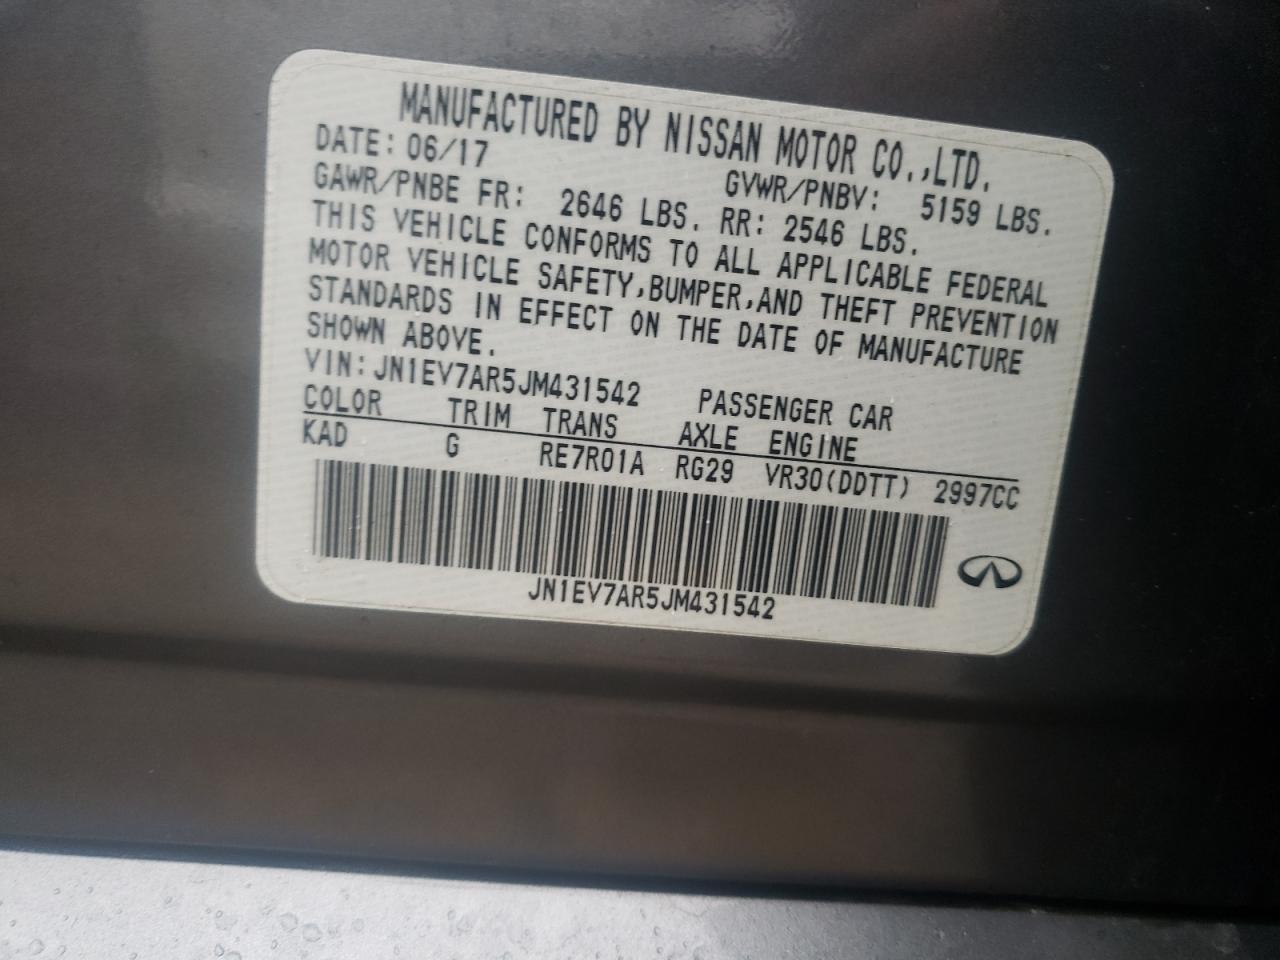 MANUFACTURED BY NISSAN MOTOR CO.,LTD.
DATE: 06/17 GVWR/PNBV: 5159 LBS.
GAWR/PNBE FR: 2646 LBS. RR: 2546 LBS.
THIS VEHICLE CONFORMS TO ALL APPLICABLE FEDERAL
MOTOR VEHICLE SAFETY,BUMPER,AND THEFT PREVENTION
STANDARDS IN EFFECT ON THE DATE OF MANUFACTURE
SHOWN ABOVE.
VIN:JN1EV7AR5JM431542 PASSENGER CAR
COLOR TRIM TRANS AXLE ENGINE
KAD G RE7R01A RG29 VR30(DDTT) 2997CC
JN1EV7AR5JM431542